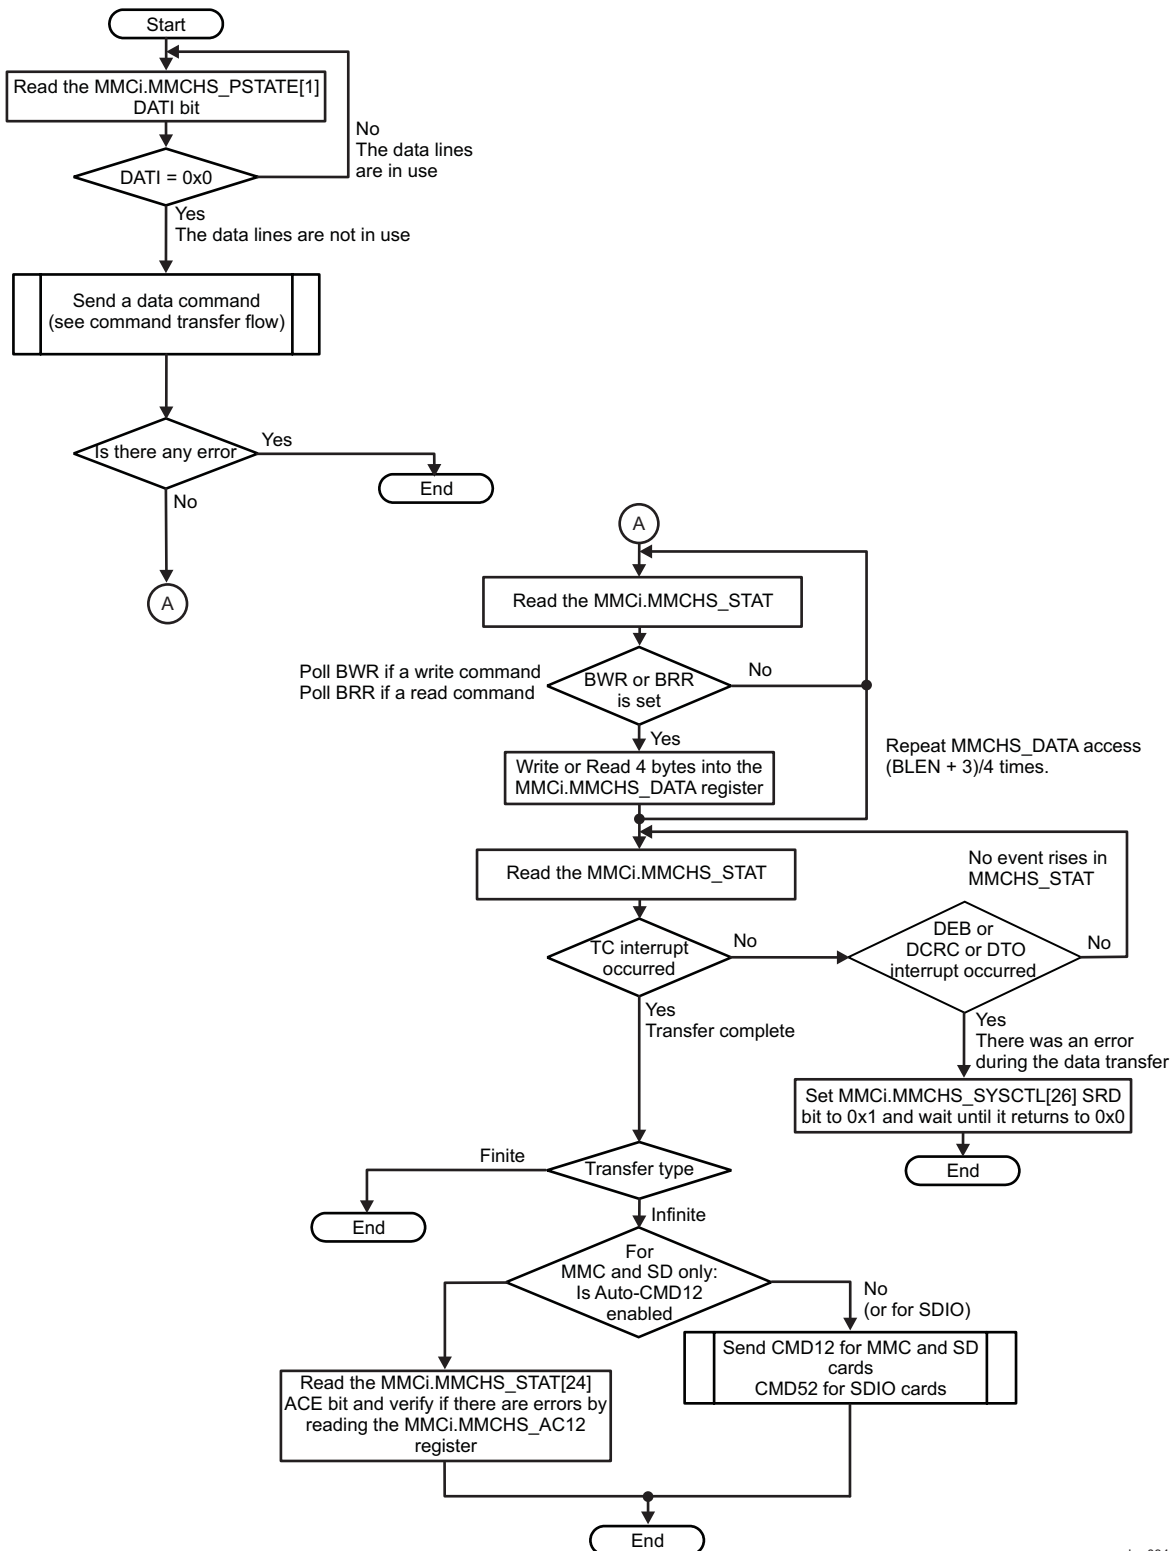 Start
Read the MMCi.MMCHS_PSTATE[1]
DATI bit
No
The data lines
are in use
DATI = 0x0
Yes
The data lines are not in use
Send a data command
(see command transfer flow)
Is there any error
Yes
End
No
A
A
Read the MMCi.MMCHS_STAT
Poll BWR if a write command
Poll BRR if a read command
BWR or BRR
is set
No
Yes
Write or Read 4 bytes into the
MMCi.MMCHS_DATA register
Repeat MMCHS_DATA access
(BLEN + 3)/4 times.
Read the MMCi.MMCHS_STAT
No event rises in
MMCHS_STAT
TC interrupt
occurred
No
DEB or
DCRC or DTO
interrupt occurred
No
Yes
Transfer complete
Yes
There was an error
during the data transfer
Set MMCi.MMCHS_SYSCTL[26] SRD
bit to 0x1 and wait until it returns to 0x0
End
Finite
Transfer type
End
Infinite
For
MMC and SD only:
Is Auto-CMD12
enabled
No
(or for SDIO)
Send CMD12 for MMC and SD
cards
CMD52 for SDIO cards
Read the MMCi.MMCHS_STAT[24]
ACE bit and verify if there are errors by
reading the MMCi.MMCHS_AC12
register
End